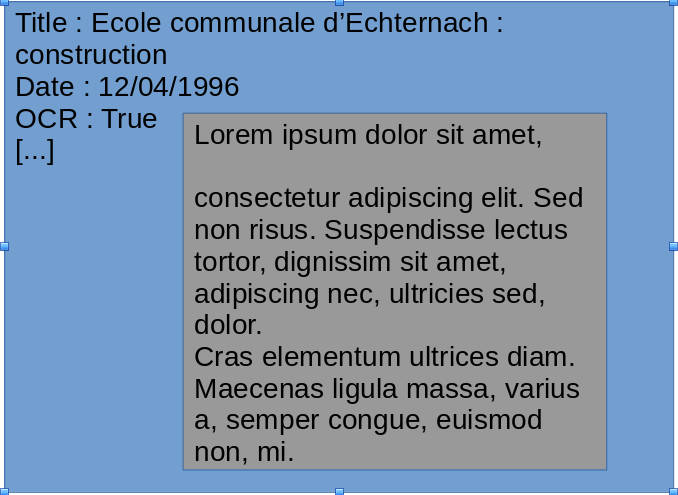 Title : Ecole communale d’Echternach :
construction
Date : 12/04/1996
OCR : True
[...]
Lorem ipsum dolor sit amet,
consectetur adipiscing elit. Sed
non risus. Suspendisse lectus
tortor, dignissim sit amet,
adipiscing nec, ultricies sed,
dolor.
Cras elementum ultrices diam.
Maecenas ligula massa, varius
a, semper congue, euismod
non, mi.